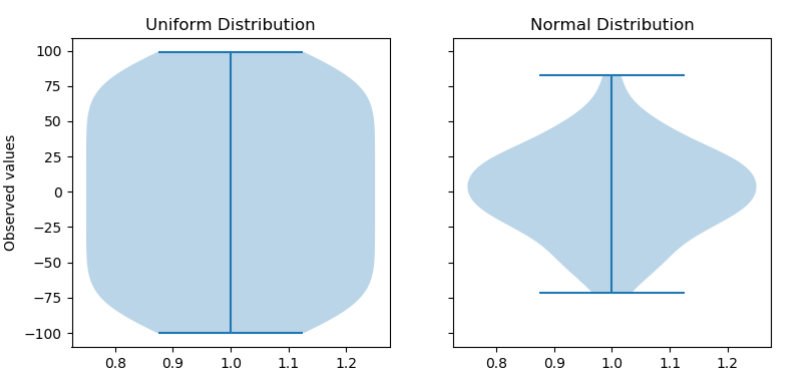 Uniform Distribution
Normal Distribution
Observed values
100
75
50
25
0
−25
−50
−75
−100
0.8 0.9 1.0 1.1 1.2
0.8 0.9 1.0 1.1 1.2